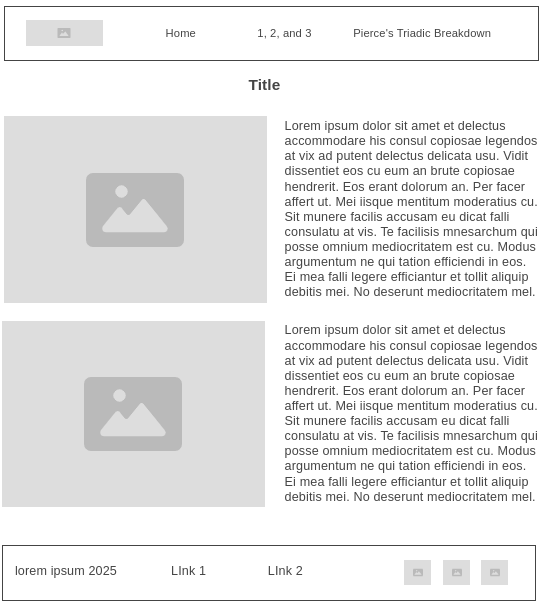 Home 1, 2, and 3 Pierce's Triadic Breakdown
Title
Lorem ipsum dolor sit amet et delectus
accommodare his consul copiosae legendos
at vix ad putent delectus delicata usu. Vidit
dissentiet eos cu eum an brute copiosae
hendrerit. Eos erant dolorum an. Per facer
affert ut. Mei iisque mentitum moderatius cu.
Sit munere facilis accusam eu dicat falli
consulatu at vis. Te facilisis mnesarchum qui
posse omnium mediocritatem est cu. Modus
argumentum ne qui tation efficiendi in eos.
Ei mea falli legere efficiantur et tollit aliquip
debitis mei. No deserunt mediocritatem mel.
Lorem ipsum dolor sit amet et delectus
accommodare his consul copiosae legendos
at vix ad putent delectus delicata usu. Vidit
dissentiet eos cu eum an brute copiosae
hendrerit. Eos erant dolorum an. Per facer
affert ut. Mei iisque mentitum moderatius cu.
Sit munere facilis accusam eu dicat falli
consulatu at vis. Te facilisis mnesarchum qui
posse omnium mediocritatem est cu. Modus
argumentum ne qui tation efficiendi in eos.
Ei mea falli legere efficiantur et tollit aliquip
debitis mei. No deserunt mediocritatem mel.
lorem ipsum 2025 LInk 1 LInk 2